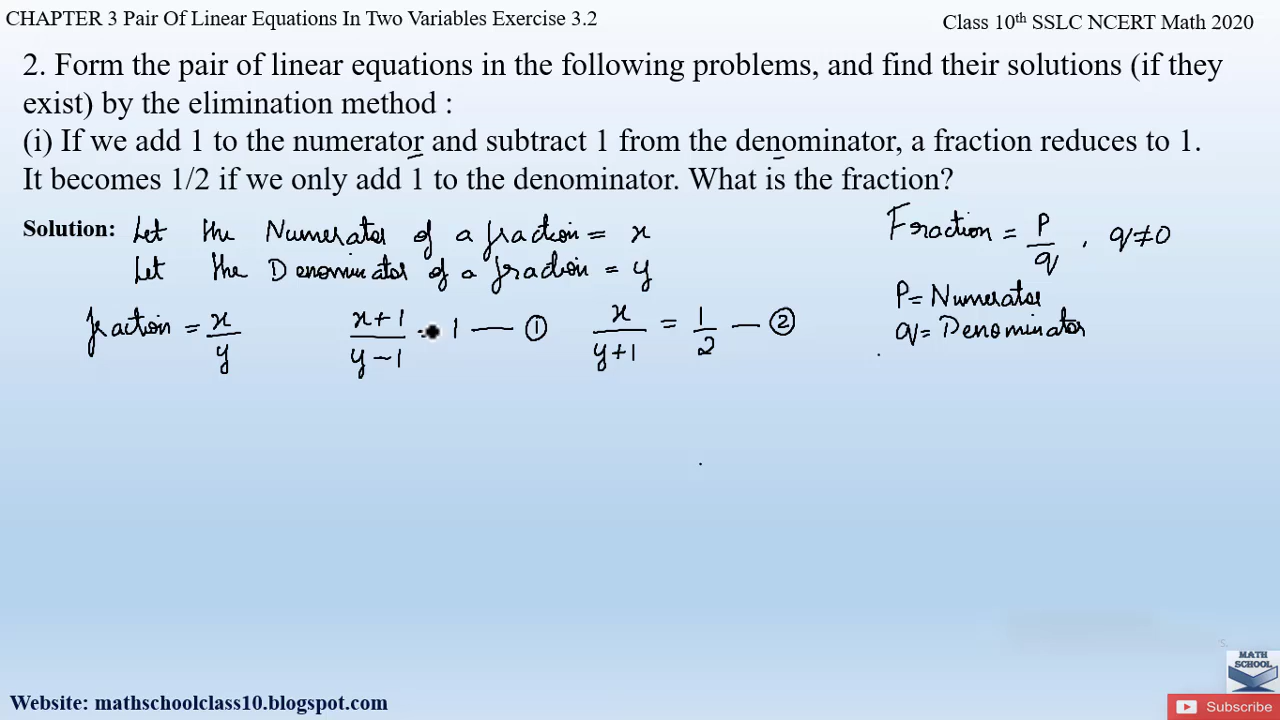 CHAPTER 3 Pair Of Linear Equations In Two Variables Exercise 3.2
Class 10th SSLC NCERT Math 2020
2. Form the pair of linear equations in the following problems, and find their solutions (if they
exist) by the elimination method :
(i) If we add 1 to the numerator and subtract 1 from the denominator, a fraction reduces to 1.
It becomes 1/2 if we only add 1 to the denominator. What is the fraction?
Solution: Let the Numerator of a fraction = x
Let the Denominator of a fraction = y
fraction = x/y
(x+1)/(y-1) = 1 — ①
x/(y+1) = 1/2 — ②
Fraction = P/q, q≠0
P = Numerator
q = Denominator
MATH
SCHOOL
Website: mathschoolclass10.blogspot.com
Subscribe